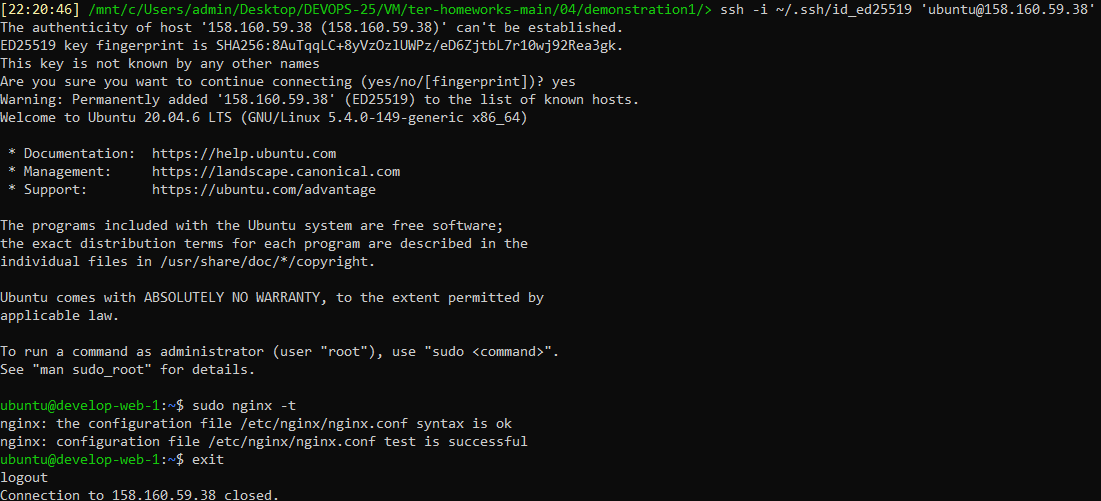 [22:20:46] /mnt/c/Users/admin/Desktop/DEVOPS-25/VM/ter-homeworks-main/04/demonstration1/> ssh -i ~/.ssh/id_ed25519 'ubuntu@158.160.59.38'
The authenticity of host '158.160.59.38 (158.160.59.38)' can't be established.
ED25519 key fingerprint is SHA256:8AuTqqLC+8yVzOzlUWPz/eD6ZjtbL7r10wj92Rea3gk.
This key is not known by any other names
Are you sure you want to continue connecting (yes/no/[fingerprint])? yes
Warning: Permanently added '158.160.59.38' (ED25519) to the list of known hosts.
Welcome to Ubuntu 20.04.6 LTS (GNU/Linux 5.4.0-149-generic x86_64)

 * Documentation:  https://help.ubuntu.com
 * Management:     https://landscape.canonical.com
 * Support:        https://ubuntu.com/advantage

The programs included with the Ubuntu system are free software;
the exact distribution terms for each program are described in the
individual files in /usr/share/doc/*/copyright.

Ubuntu comes with ABSOLUTELY NO WARRANTY, to the extent permitted by
applicable law.

To run a command as administrator (user "root"), use "sudo <command>".
See "man sudo_root" for details.

ubuntu@develop-web-1:~$ sudo nginx -t
nginx: the configuration file /etc/nginx/nginx.conf syntax is ok
nginx: configuration file /etc/nginx/nginx.conf test is successful
ubuntu@develop-web-1:~$ exit
logout
Connection to 158.160.59.38 closed.